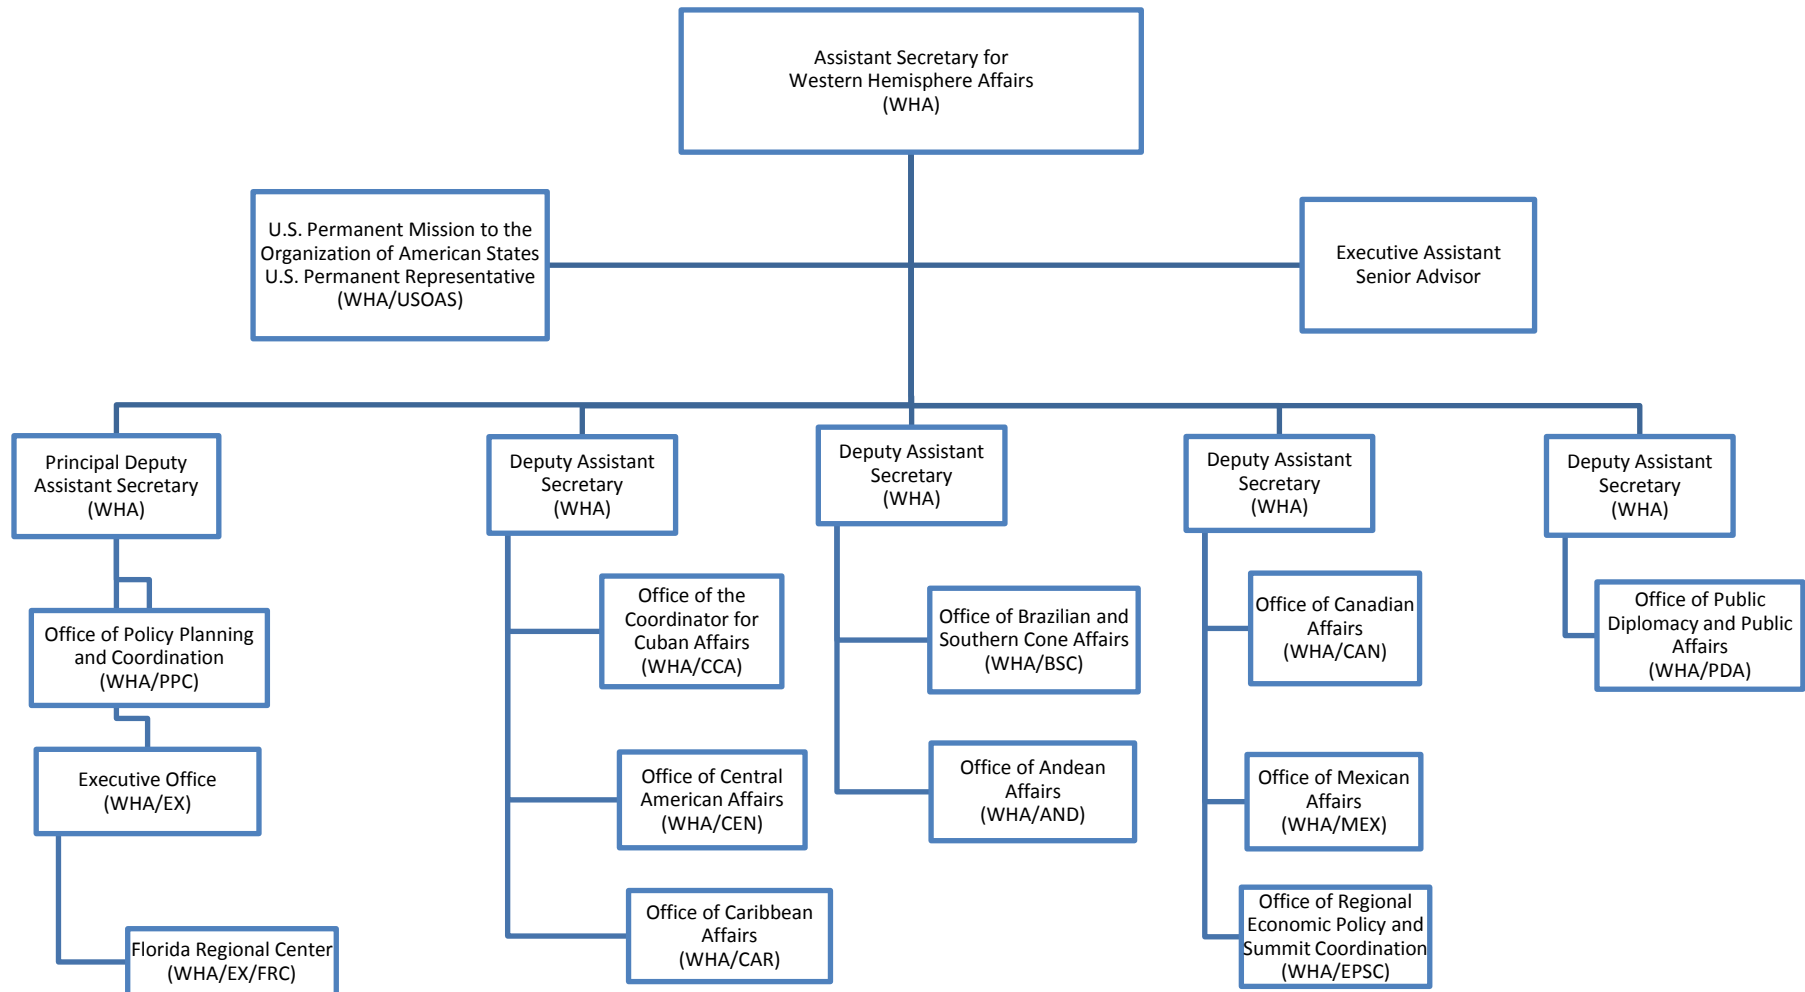 Assistant Secretary for
Western Hemisphere Affairs
(WHA)
U.S. Permanent Mission to the
Organization of American States
U.S. Permanent Representative
(WHA/USOAS)
Executive Assistant
Senior Advisor
Principal Deputy
Assistant Secretary
(WHA)
Deputy Assistant
Secretary
(WHA)
Deputy Assistant
Secretary
(WHA)
Deputy Assistant
Secretary
(WHA)
Deputy Assistant
Secretary
(WHA)
Office of Policy Planning
and Coordination
(WHA/PPC)
Executive Office
(WHA/EX)
Florida Regional Center
(WHA/EX/FRC)
Office of the
Coordinator for
Cuban Affairs
(WHA/CCA)
Office of Central
American Affairs
(WHA/CEN)
Office of Caribbean
Affairs
(WHA/CAR)
Office of Brazilian and
Southern Cone Affairs
(WHA/BSC)
Office of Andean
Affairs
(WHA/AND)
Office of Canadian
Affairs
(WHA/CAN)
Office of Mexican
Affairs
(WHA/MEX)
Office of Regional
Economic Policy and
Summit Coordination
(WHA/EPSC)
Office of Public
Diplomacy and Public
Affairs
(WHA/PDA)